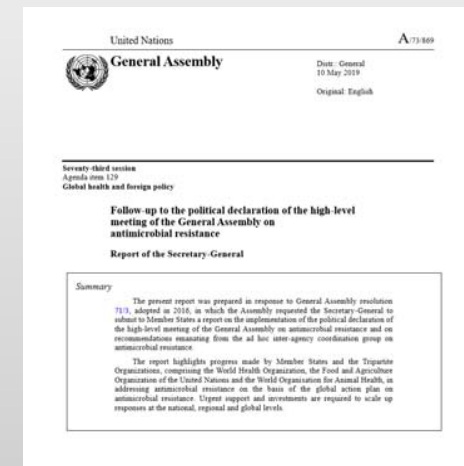 United Nations
A/73/869
General Assembly
Distr.: General
10 May 2019
Original: English
Seventy-third session
Agenda item 129
Global health and foreign policy
Follow-up to the political declaration of the high-level
meeting of the General Assembly on
antimicrobial resistance
Report of the Secretary-General
Summary
The present report was prepared in response to General Assembly resolution
71/3, adopted in 2016, in which the Assembly requested the Secretary-General to
submit to Member States a report on the implementation of the political declaration of
the high-level meeting of the General Assembly on antimicrobial resistance and on
recommendations emanating from the ad hoc inter-agency coordination group on
antimicrobial resistance.
The report highlights progress made by Member States and the Tripartite
Organizations, comprising the World Health Organization, the Food and Agriculture
Organization of the United Nations and the World Organisation for Animal Health, in
addressing antimicrobial resistance on the basis of the global action plan on
antimicrobial resistance. Urgent support and investments are required to scale up
responses at the national, regional and global levels.